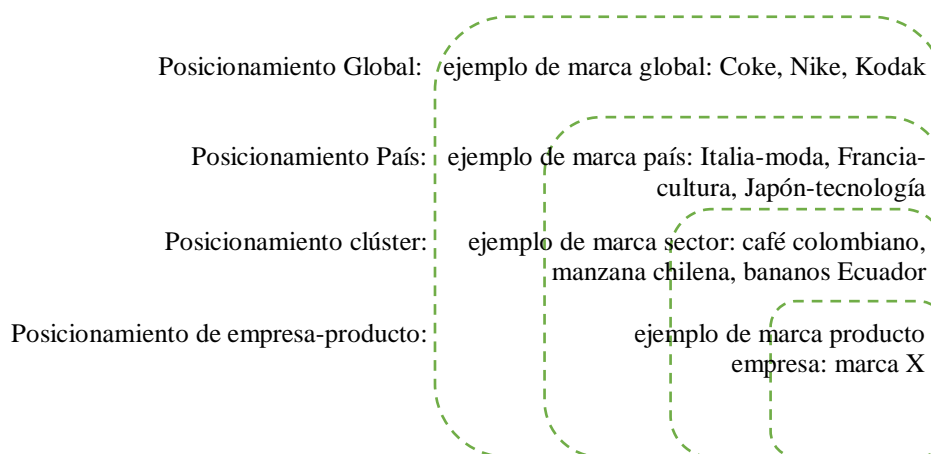 Posicionamiento Global: ejemplo de marca global: Coke, Nike, Kodak
Posicionamiento País: ejemplo de marca país: Italia-moda, Francia-
cultura, Japón-tecnología
Posicionamiento clúster: ejemplo de marca sector: café colombiano,
manzana chilena, bananos Ecuador
Posicionamiento de empresa-producto: ejemplo de marca producto
empresa: marca X